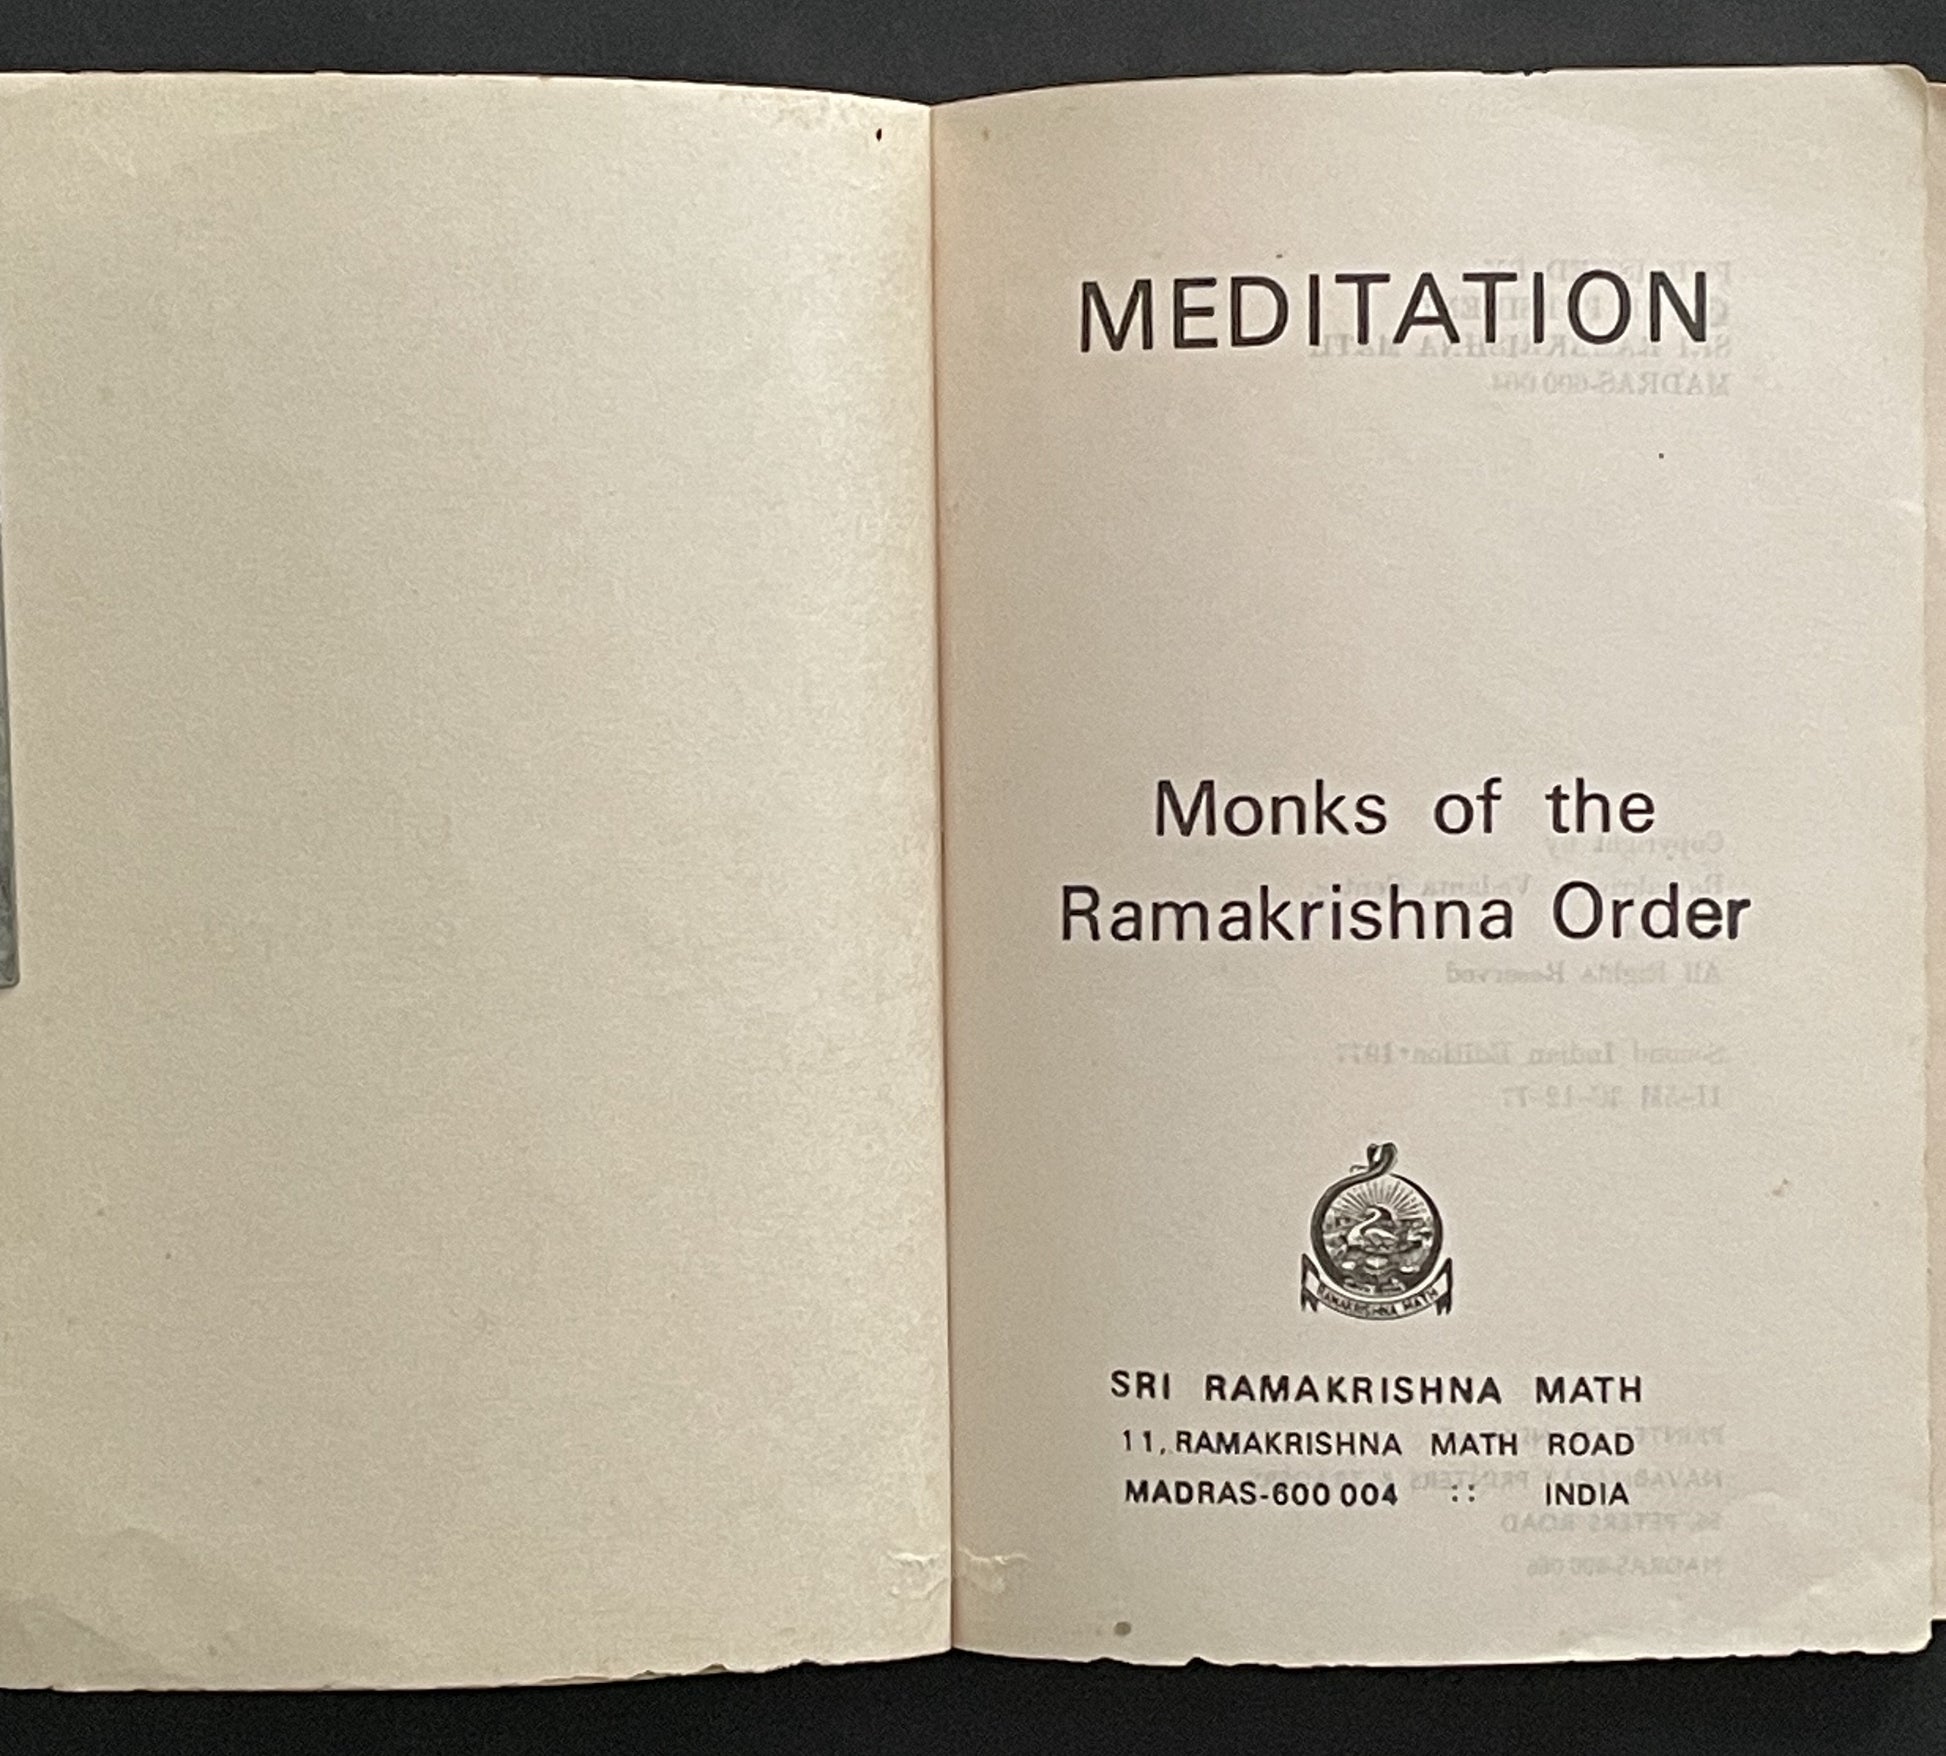 MEDITATION
Monks of the
Ramakrishna Order
RAMAKRISHNA MATH
SRI RAMAKRISHNA MATH
11, RAMAKRISHNA MATH ROAD
MADRAS-600 004 :: INDIA